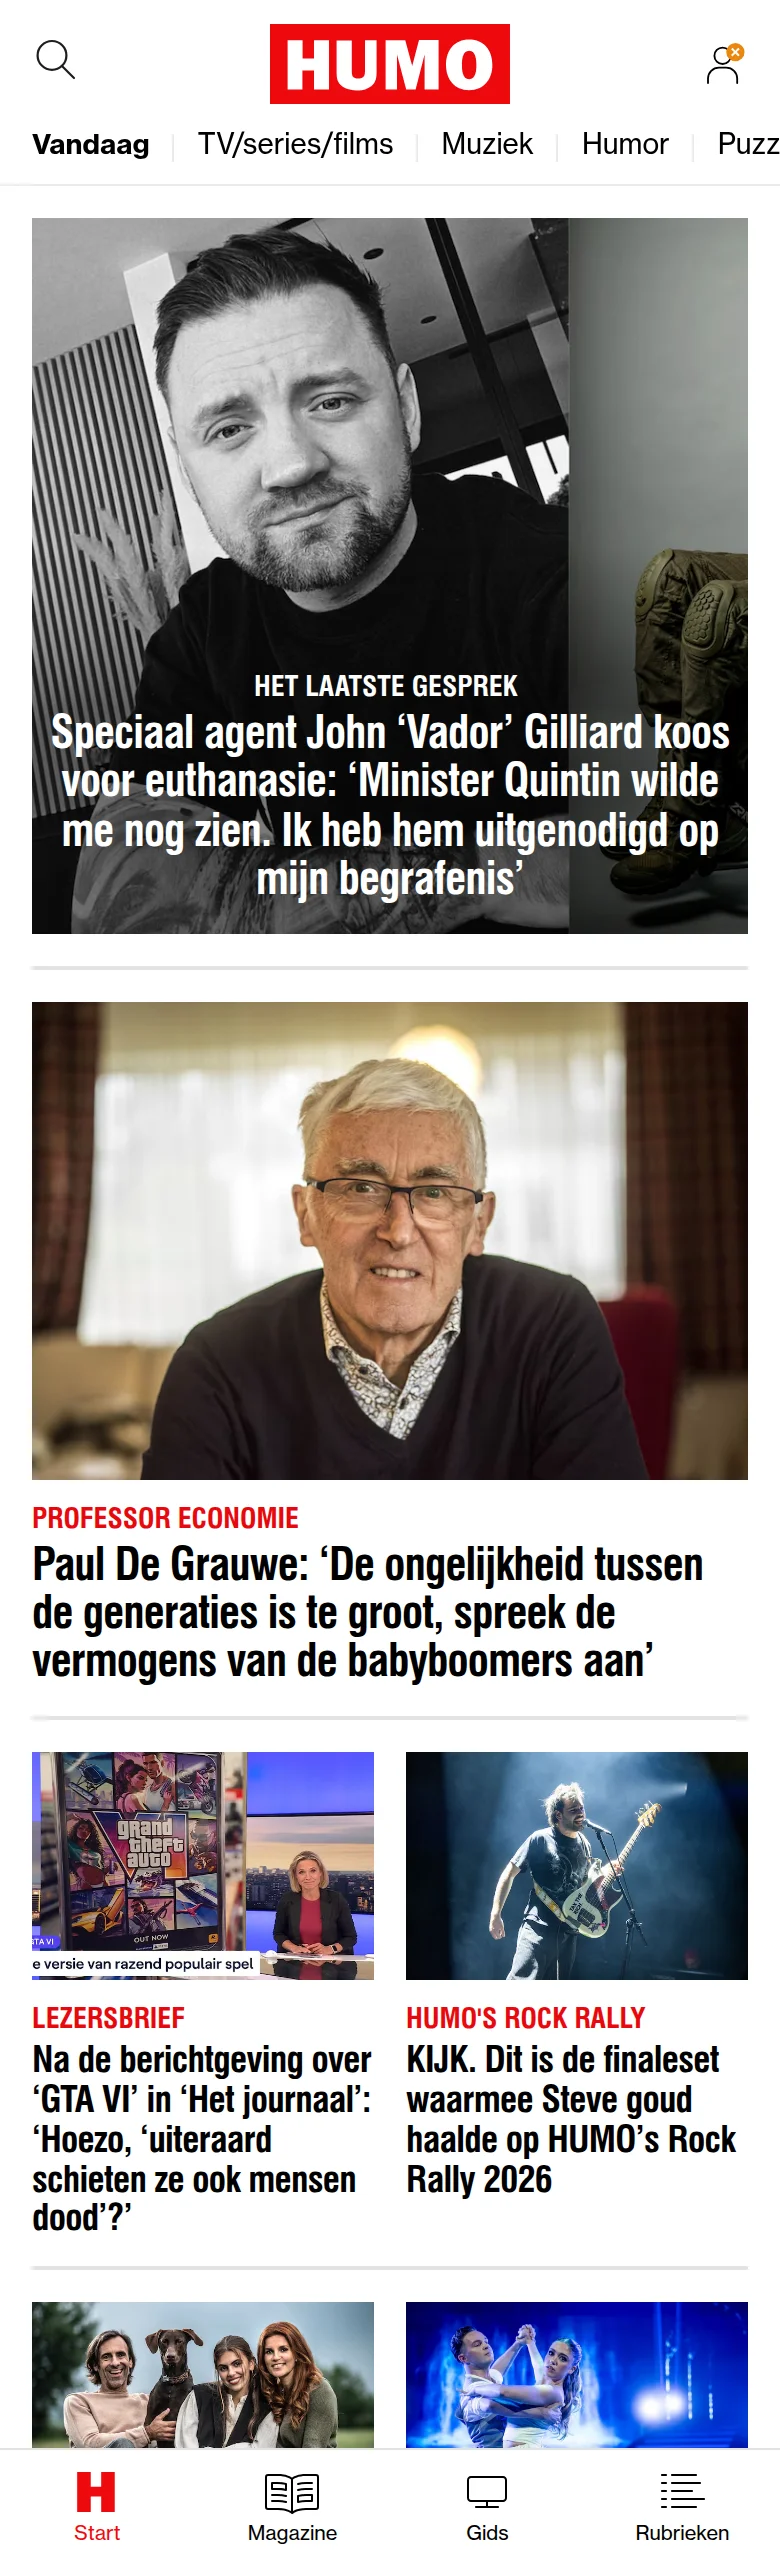 HUMO
Vandaag
TV/series/films
Muziek
Humor
Puzz
HET LAATSTE GESPREK
Speciaal agent John ‘Vador’ Gilliard koos
voor euthanasie: ‘Minister Quintin wilde
me nog zien. Ik heb hem uitgenodigd op
mijn begrafenis’
PROFESSOR ECONOMIE
Paul De Grauwe: ‘De ongelijkheid tussen
de generaties is te groot, spreek de
vermogens van de babyboomers aan’
grand
theft
auto
VI
OUT NOW
GTA VI
e versie van razend populair spel
LEZERSBRIEF
Na de berichtgeving over
‘GTA VI’ in ‘Het journaal’:
‘Hoezo, ‘uiteraard
schieten ze ook mensen
dood’?’
HUMO'S ROCK RALLY
KIJK. Dit is de finaleset
waarmee Steve goud
haalde op HUMO’s Rock
Rally 2026
H
Start
Magazine
Gids
Rubrieken